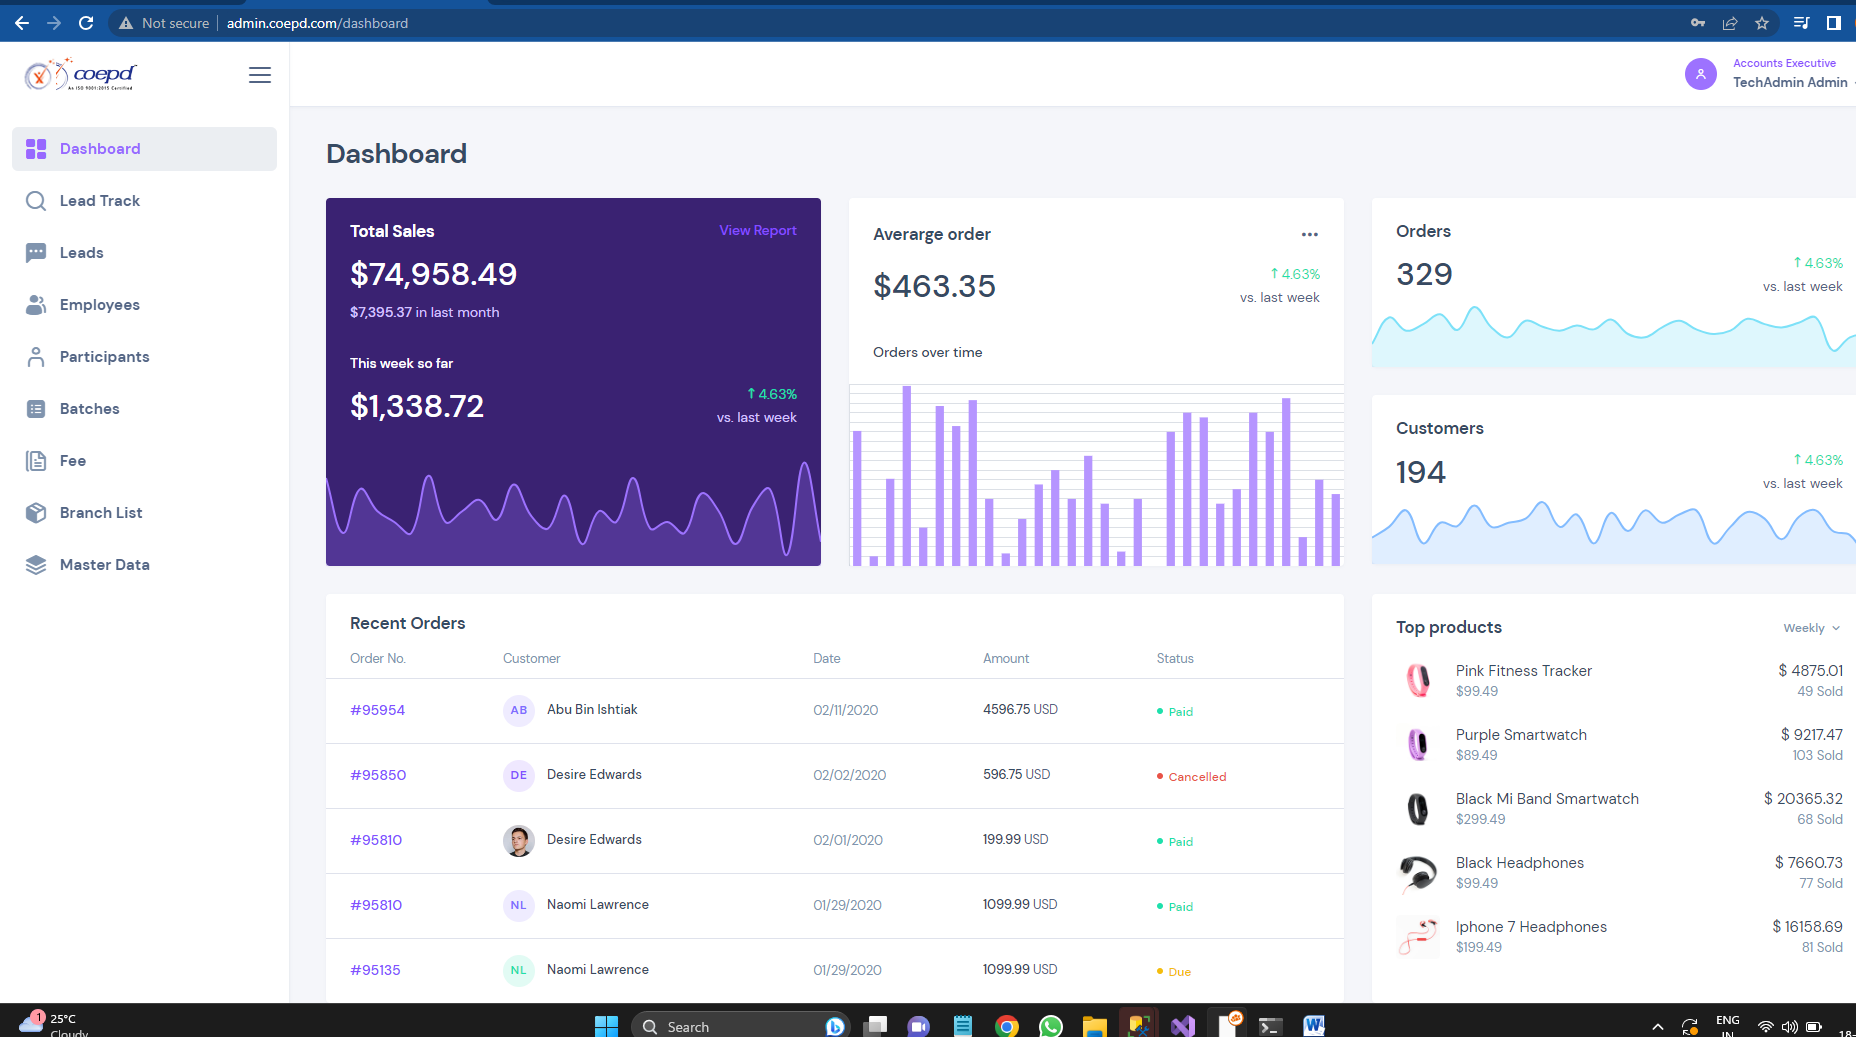 Not secure
admin.coepd.com/dashboard
coepd
An ISO 9001:2015 Certified
Accounts Executive
TechAdmin Admin
Dashboard
Lead Track
Leads
Employees
Participants
Batches
Fee
Branch List
Master Data
Dashboard
Total Sales
View Report
$74,958.49
$7,395.37 in last month
This week so far
$1,338.72
↑ 4.63%
vs. last week
Averarge order
$463.35
↑ 4.63%
vs. last week
Orders over time
Orders
329
↑ 4.63%
vs. last week
Customers
194
↑ 4.63%
vs. last week
Recent Orders
Order No. Customer Date Amount Status
#95954 AB Abu Bin Ishtiak 02/11/2020 4596.75 USD Paid
#95850 DE Desire Edwards 02/02/2020 596.75 USD Cancelled
#95810 Desire Edwards 02/01/2020 199.99 USD Paid
#95810 NL Naomi Lawrence 01/29/2020 1099.99 USD Paid
#95135 NL Naomi Lawrence 01/29/2020 1099.99 USD Due
Top products
Weekly
Pink Fitness Tracker $ 4875.01
$99.49 49 Sold
Purple Smartwatch $ 9217.47
$89.49 103 Sold
Black Mi Band Smartwatch $ 20365.32
$299.49 68 Sold
Black Headphones $ 7660.73
$99.49 77 Sold
Iphone 7 Headphones $ 16158.69
$199.49 81 Sold
1
25°C
Cloudy
Search
ENG
IN
18-